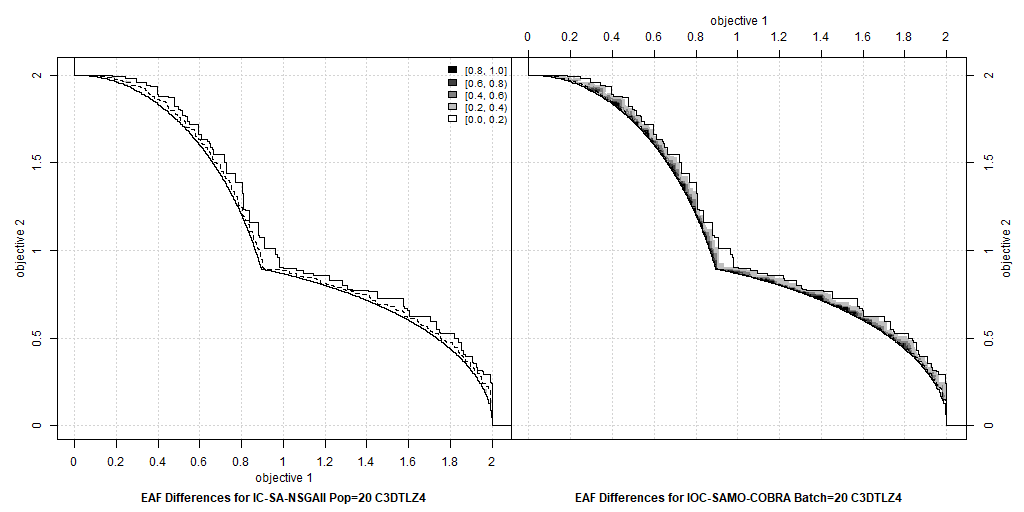 objective 1
0 0.2 0.4 0.6 0.8 1 1.2 1.4 1.6 1.8 2
[0.8, 1.0]
[0.6, 0.8)
[0.4, 0.6)
[0.2, 0.4)
[0.0, 0.2)
objective 2
2
1.5
1
0.5
0
2
1.5
1
0.5
0
objective 2
0 0.2 0.4 0.6 0.8 1 1.2 1.4 1.6 1.8 2
objective 1
EAF Differences for IC-SA-NSGAII Pop=20 C3DTLZ4
EAF Differences for IOC-SAMO-COBRA Batch=20 C3DTLZ4